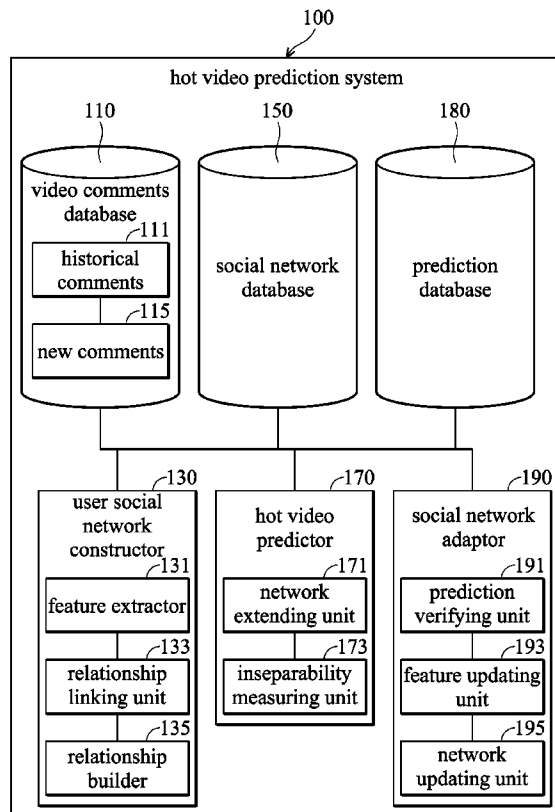 100
hot video prediction system
110
150
180
video comments
database
111
historical
comments
115
new comments
social network
database
prediction
database
130
user social
network
constructor
131
feature extractor
133
relationship
linking unit
135
relationship
builder
170
hot video
predictor
171
network
extending unit
173
inseparability
measuring unit
190
social network
adaptor
191
prediction
verifying unit
193
feature updating
unit
195
network
updating unit